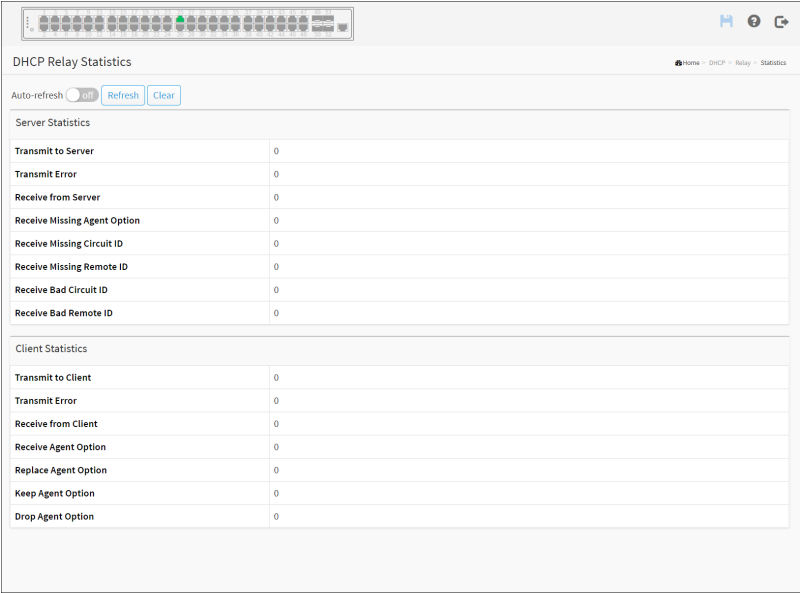 DHCP Relay Statistics
Home > DHCP > Relay > Statistics
Auto-refresh off Refresh Clear
Server Statistics
Transmit to Server 0
Transmit Error 0
Receive from Server 0
Receive Missing Agent Option 0
Receive Missing Circuit ID 0
Receive Missing Remote ID 0
Receive Bad Circuit ID 0
Receive Bad Remote ID 0
Client Statistics
Transmit to Client 0
Transmit Error 0
Receive from Client 0
Receive Agent Option 0
Replace Agent Option 0
Keep Agent Option 0
Drop Agent Option 0